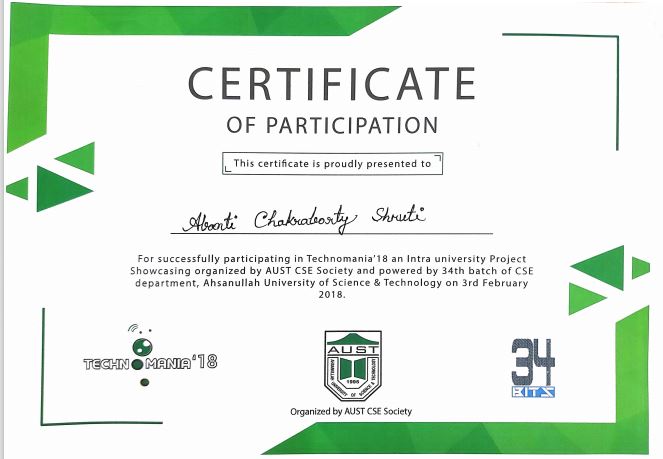 CERTIFICATE
OF PARTICIPATION
This certificate is proudly presented to
Abanti Chakraborty Shruti
For successfully participating in Technomania'18 an Intra university Project
Showcasing organized by AUST CSE Society and powered by 34th batch of CSE
department, Ahsanullah University of Science & Technology on 3rd February
2018.
TECHN MANIA'18
AUST
AHSANULLAH UNIVERSITY OF SCIENCE & TECHNOLOGY
1995
34
BITS
Organized by AUST CSE Society